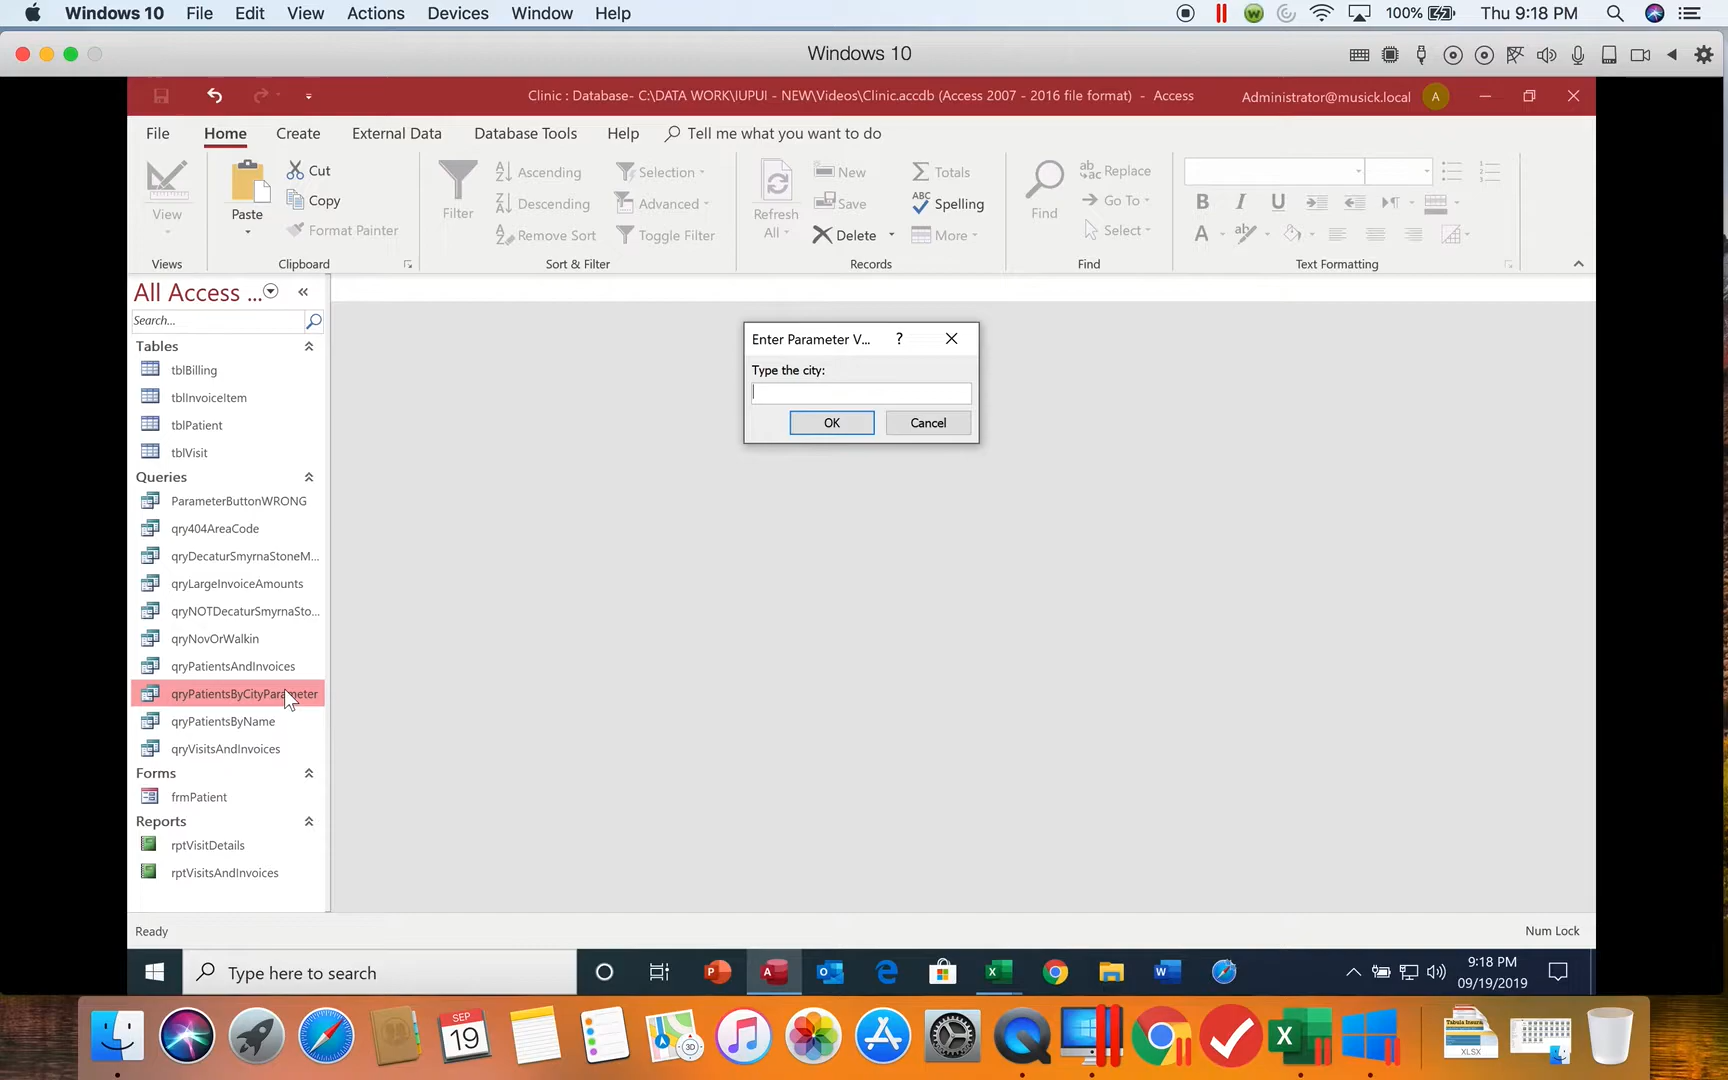 Windows 10 File Edit View Actions Devices Window Help 100% Thu 9:18 PM
Windows 10
Clinic : Database- C:\DATA WORK\IUPUI - NEW\Videos\Clinic.accdb (Access 2007 - 2016 file format) - Access Administrator@musick.local A
File Home Create External Data Database Tools Help Tell me what you want to do
View
Paste
Cut
Copy
Format Painter
Filter
Ascending
Descending
Remove Sort
Selection
Advanced
Toggle Filter
Refresh
All
New
Save
Delete
Totals
Spelling
More
Find
Replace
Go To
Select
B I U
A
Views Clipboard Sort & Filter Records Find Text Formatting
All Access ...
Search...
Tables
tblBilling
tblInvoiceItem
tblPatient
tblVisit
Queries
ParameterButtonWRONG
qry404AreaCode
qryDecaturSmyrnaStoneM...
qryLargeInvoiceAmounts
qryNOTDecaturSmyrnaSto...
qryNovOrWalkin
qryPatientsAndInvoices
qryPatientsByCityParameter
qryPatientsByName
qryVisitsAndInvoices
Forms
frmPatient
Reports
rptVisitDetails
rptVisitsAndInvoices
Enter Parameter V... ?
Type the city:
OK Cancel
Ready Num Lock
Type here to search
9:18 PM
09/19/2019
SEP
19
3D
Tabula Insura
XLSX